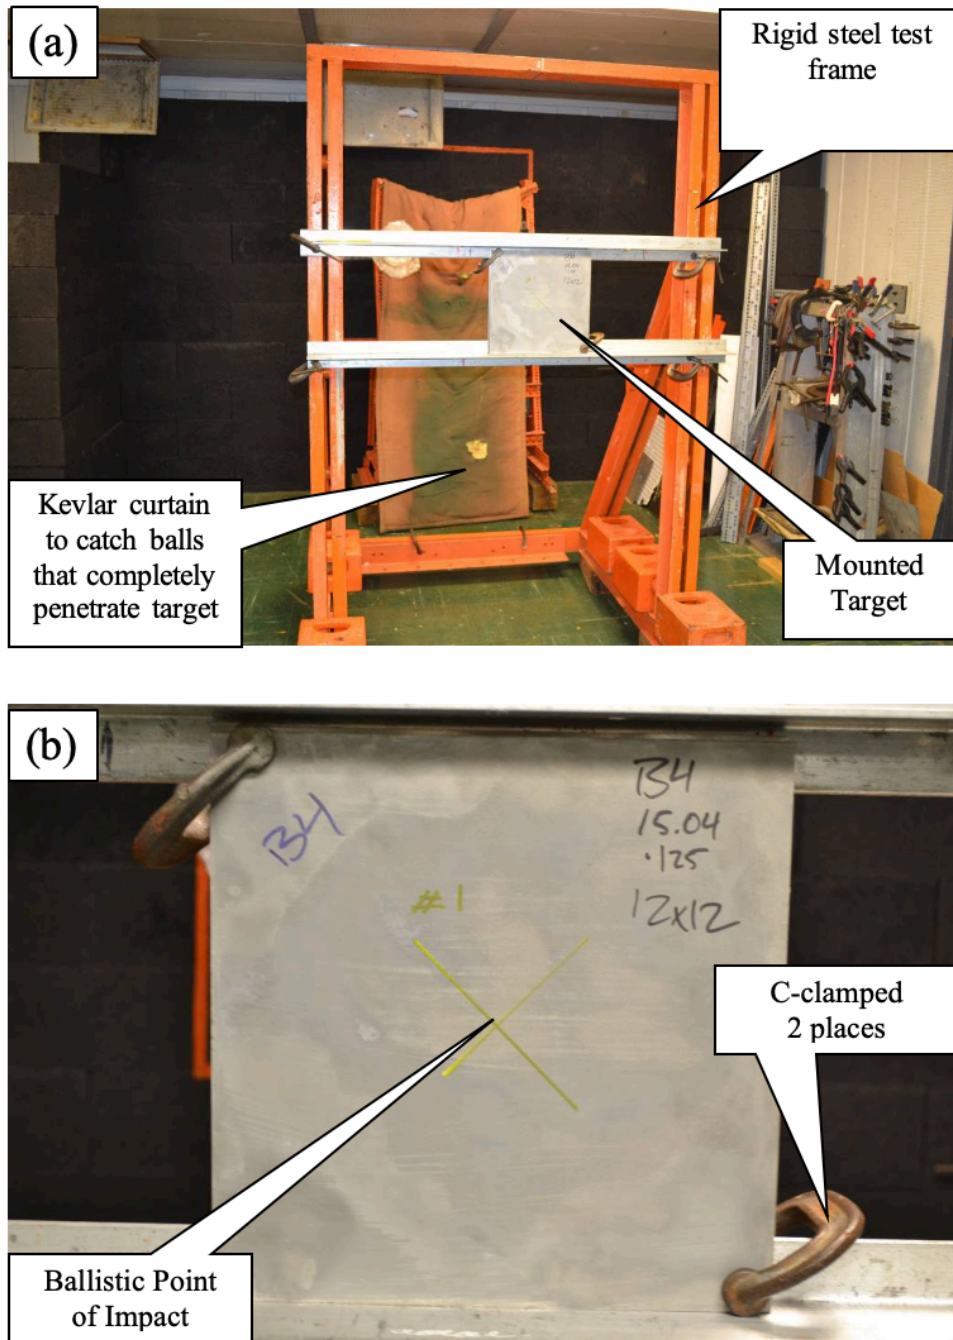 (a)
Rigid steel test
frame
12x12
Kevlar curtain
to catch balls
that completely
penetrate target
Mounted
Target
(b)
B4
B4
15.04
.125
12x12
#1
C-clamped
2 places
Ballistic Point
of Impact